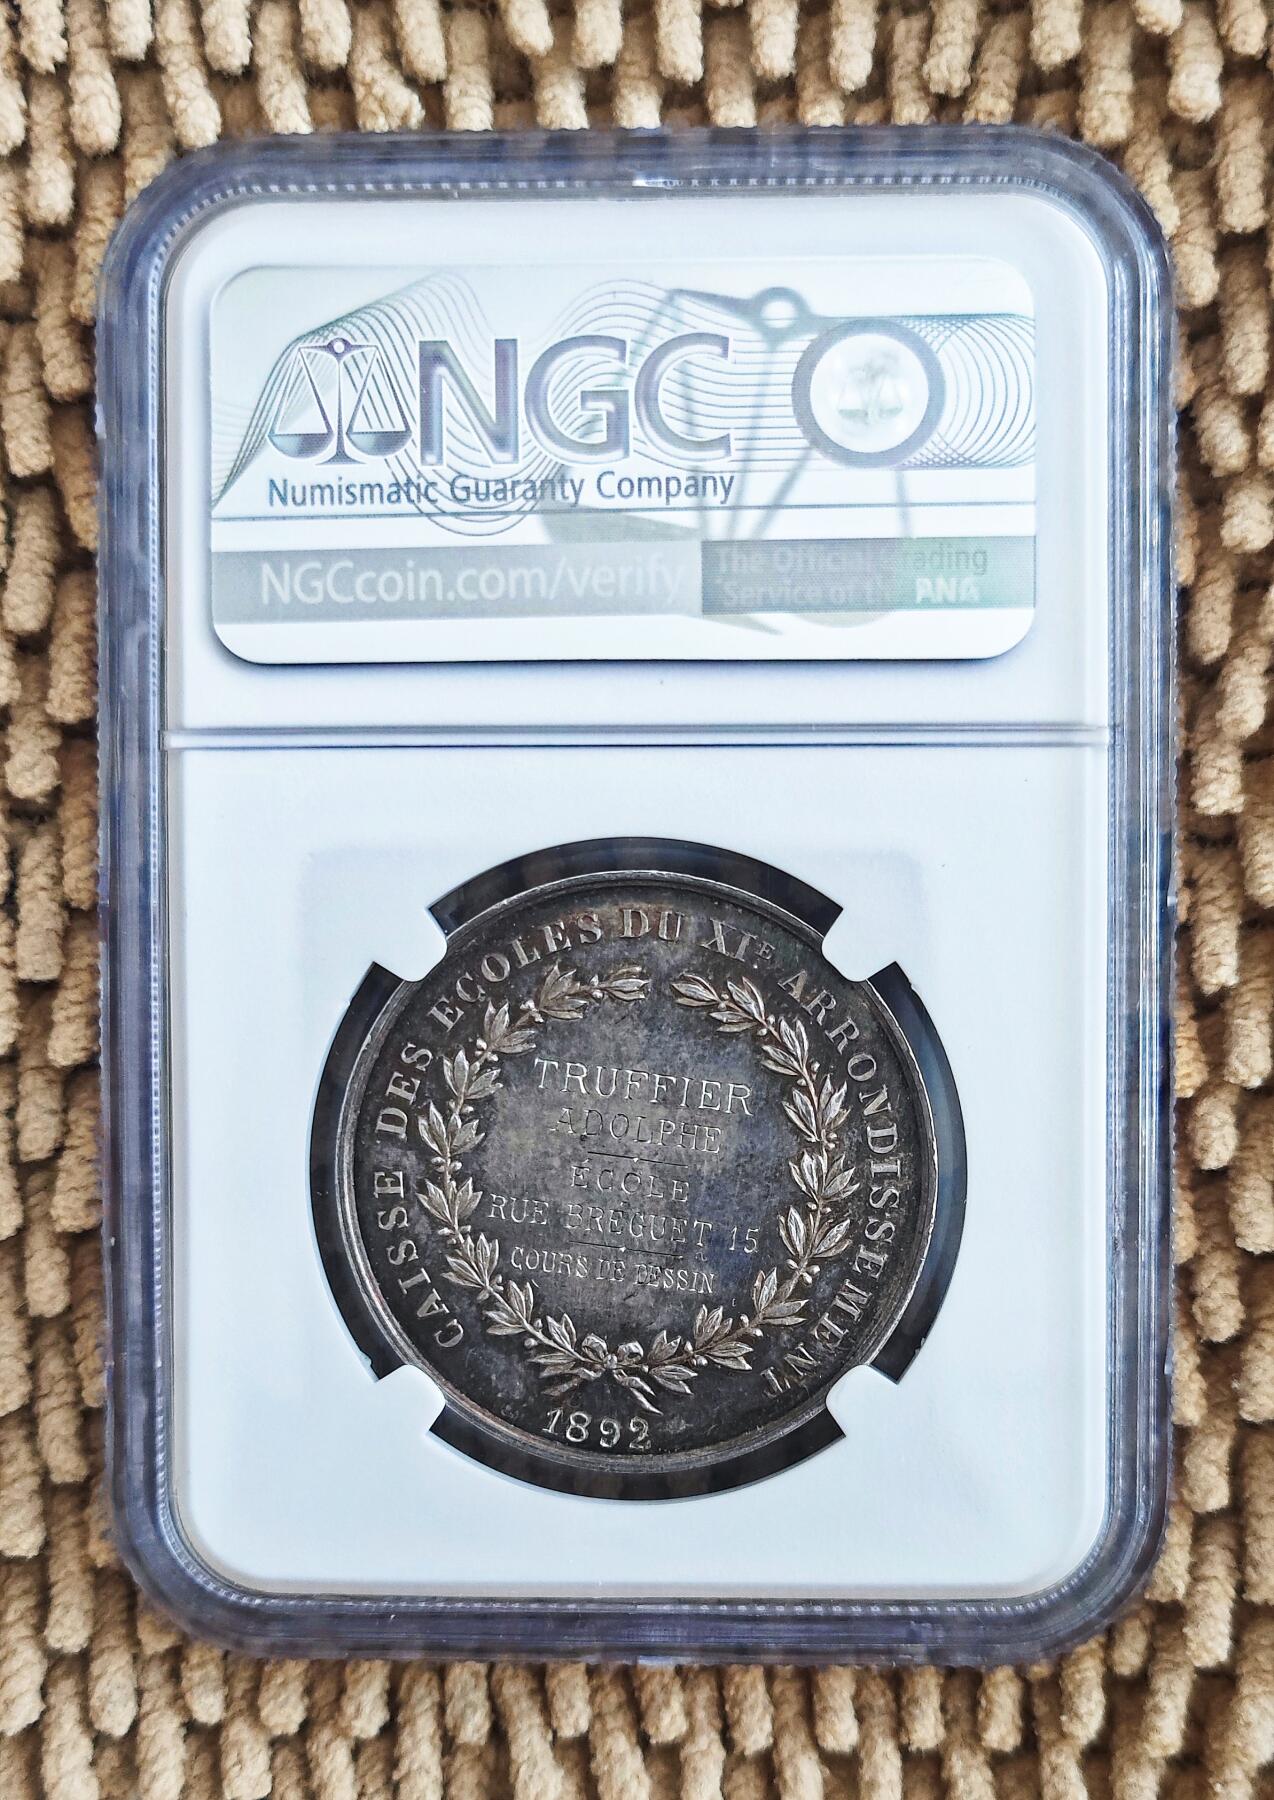 NGC
Numismatic Guaranty Company
NGCcoin.com/verify
The Official Grading
Service of the PNG
CAISSE DES ECOLES DU XIE ARRONDISSEMENT
TRUFFIER
ADOLPHE
ÉCOLE
RUE BRÉGUET 15
COURS DE DESSIN
1892